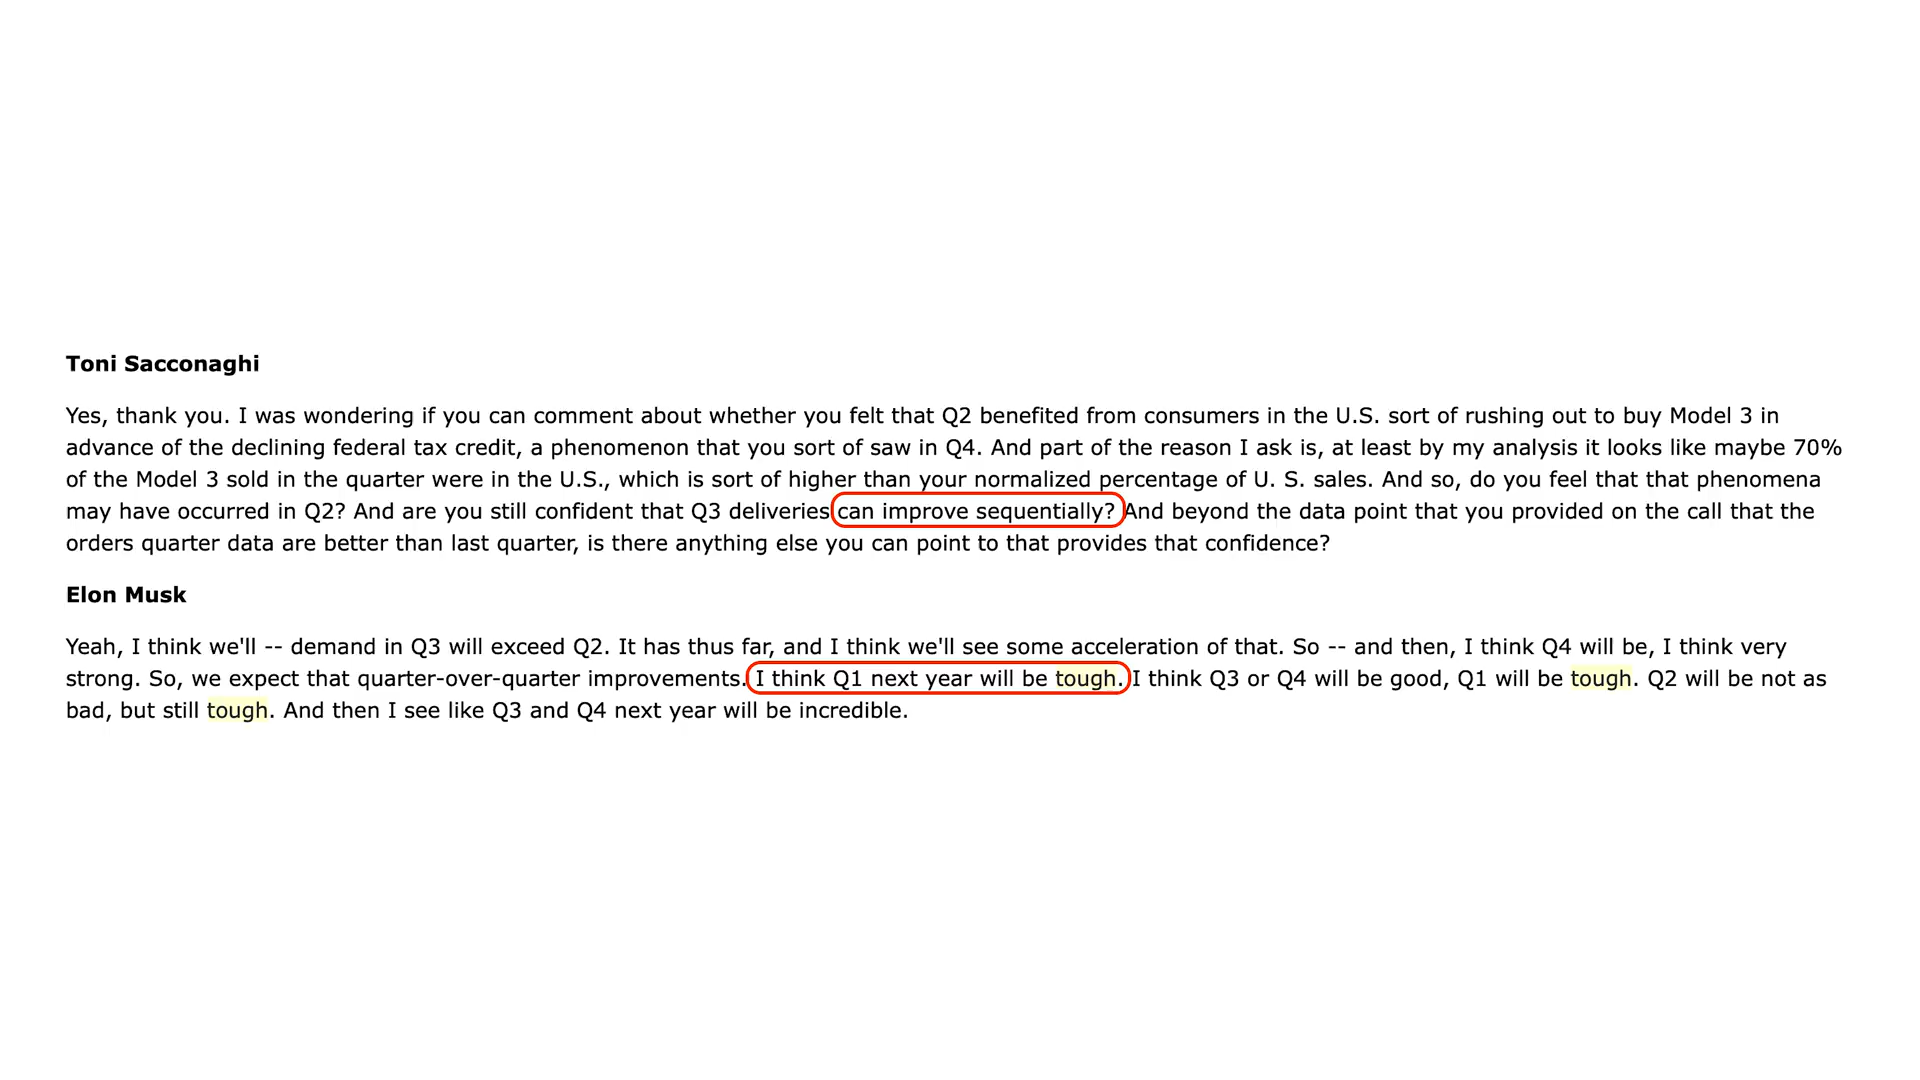 Toni Sacconaghi
Yes, thank you. I was wondering if you can comment about whether you felt that Q2 benefited from consumers in the U.S. sort of rushing out to buy Model 3 in
advance of the declining federal tax credit, a phenomenon that you sort of saw in Q4. And part of the reason I ask is, at least by my analysis it looks like maybe 70%
of the Model 3 sold in the quarter were in the U.S., which is sort of higher than your normalized percentage of U. S. sales. And so, do you feel that that phenomena
may have occurred in Q2? And are you still confident that Q3 deliveries can improve sequentially? And beyond the data point that you provided on the call that the
orders quarter data are better than last quarter, is there anything else you can point to that provides that confidence?
Elon Musk
Yeah, I think we'll -- demand in Q3 will exceed Q2. It has thus far, and I think we'll see some acceleration of that. So -- and then, I think Q4 will be, I think very
strong. So, we expect that quarter-over-quarter improvements. I think Q1 next year will be tough. I think Q3 or Q4 will be good, Q1 will be tough. Q2 will be not as
bad, but still tough. And then I see like Q3 and Q4 next year will be incredible.